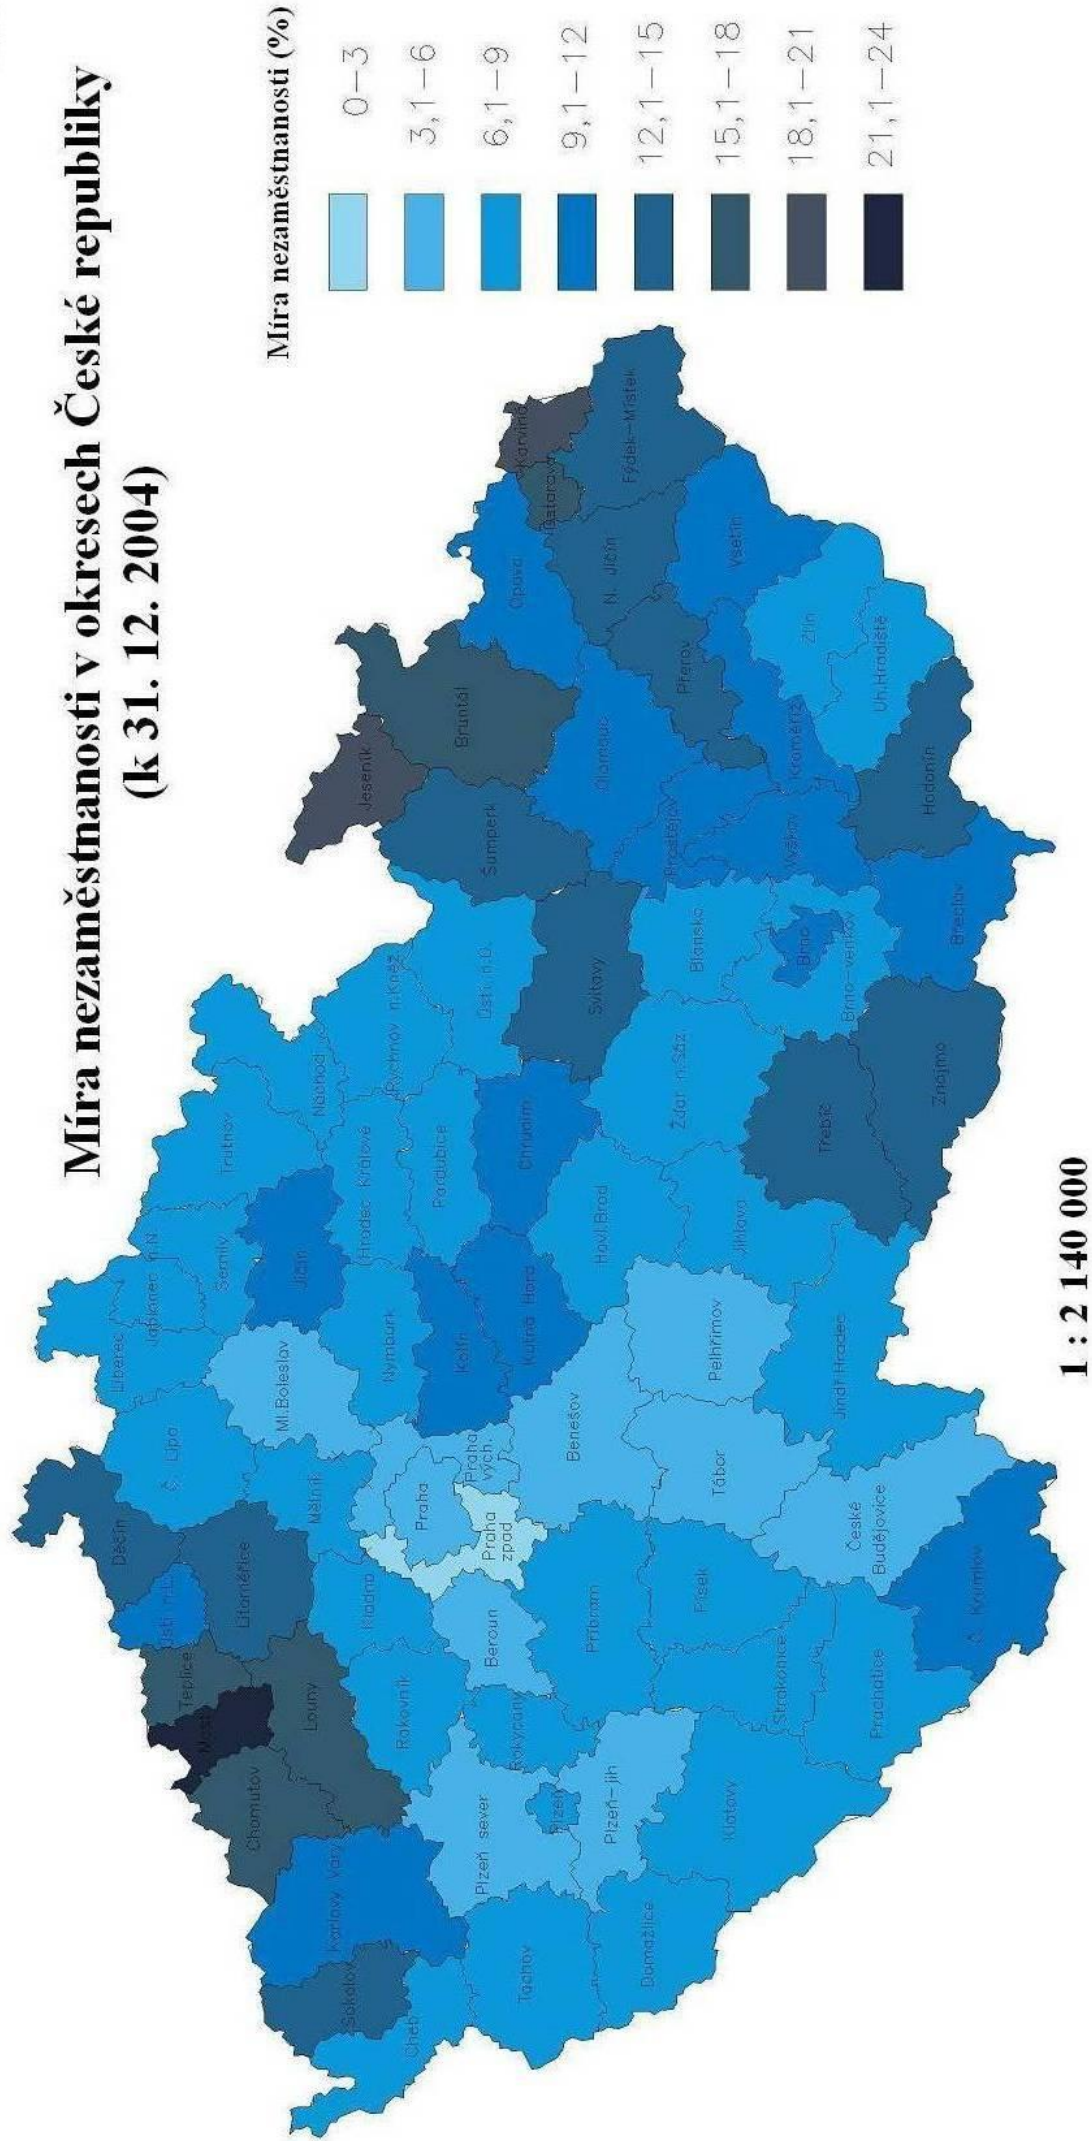 Míra nezaměstnanosti v okresech České republiky
(k 31. 12. 2004)
Míra nezaměstnanosti (%)
0–3
3,1–6
6,1–9
9,1–12
12,1–15
15,1–18
18,1–21
21,1–24
Děčín
Liberec
Jablonec n.N.
Ústí n.L.
Č. Lípa
Semily
Trutnov
Teplice
Litoměřice
Most
Ml.Boleslav
Jičín
Náchod
Chomutov
Louny
Mělník
Jeseník
Sokolov
Karlovy Vary
Kladno
Nymburk
Hradec Králové
Rychnov n.Kněž
Cheb
Rakovník
Praha
Kolín
Pardubice
Bruntál
Praha
vých.
Ústí n.O.
Šumperk
Plzeň sever
Beroun
Praha
zpad
Opava
Karviná
Tachov
Rokycany
Kutná Hora
Chrudim
Plzeň
Benešov
Svitavy
Olomouc
N. Jičín
Frýdek–Místek
Příbram
Havl.Brod
Plzeň–jih
Domažlice
Prostějov
Přerov
Písek
Tábor
Pelhřimov
Žďár n.Sáz
Blansko
Vsetín
Klatovy
Strakonice
Jihlava
Brno
Vyškov
Kroměříž
Zlín
Třebíč
Brno–venkov
Uh.Hradiště
Prachatice
České
Budějovice
Jindř.Hradec
Hodonín
Znojmo
Břeclav
Č. Krumlov
1 : 2 140 000